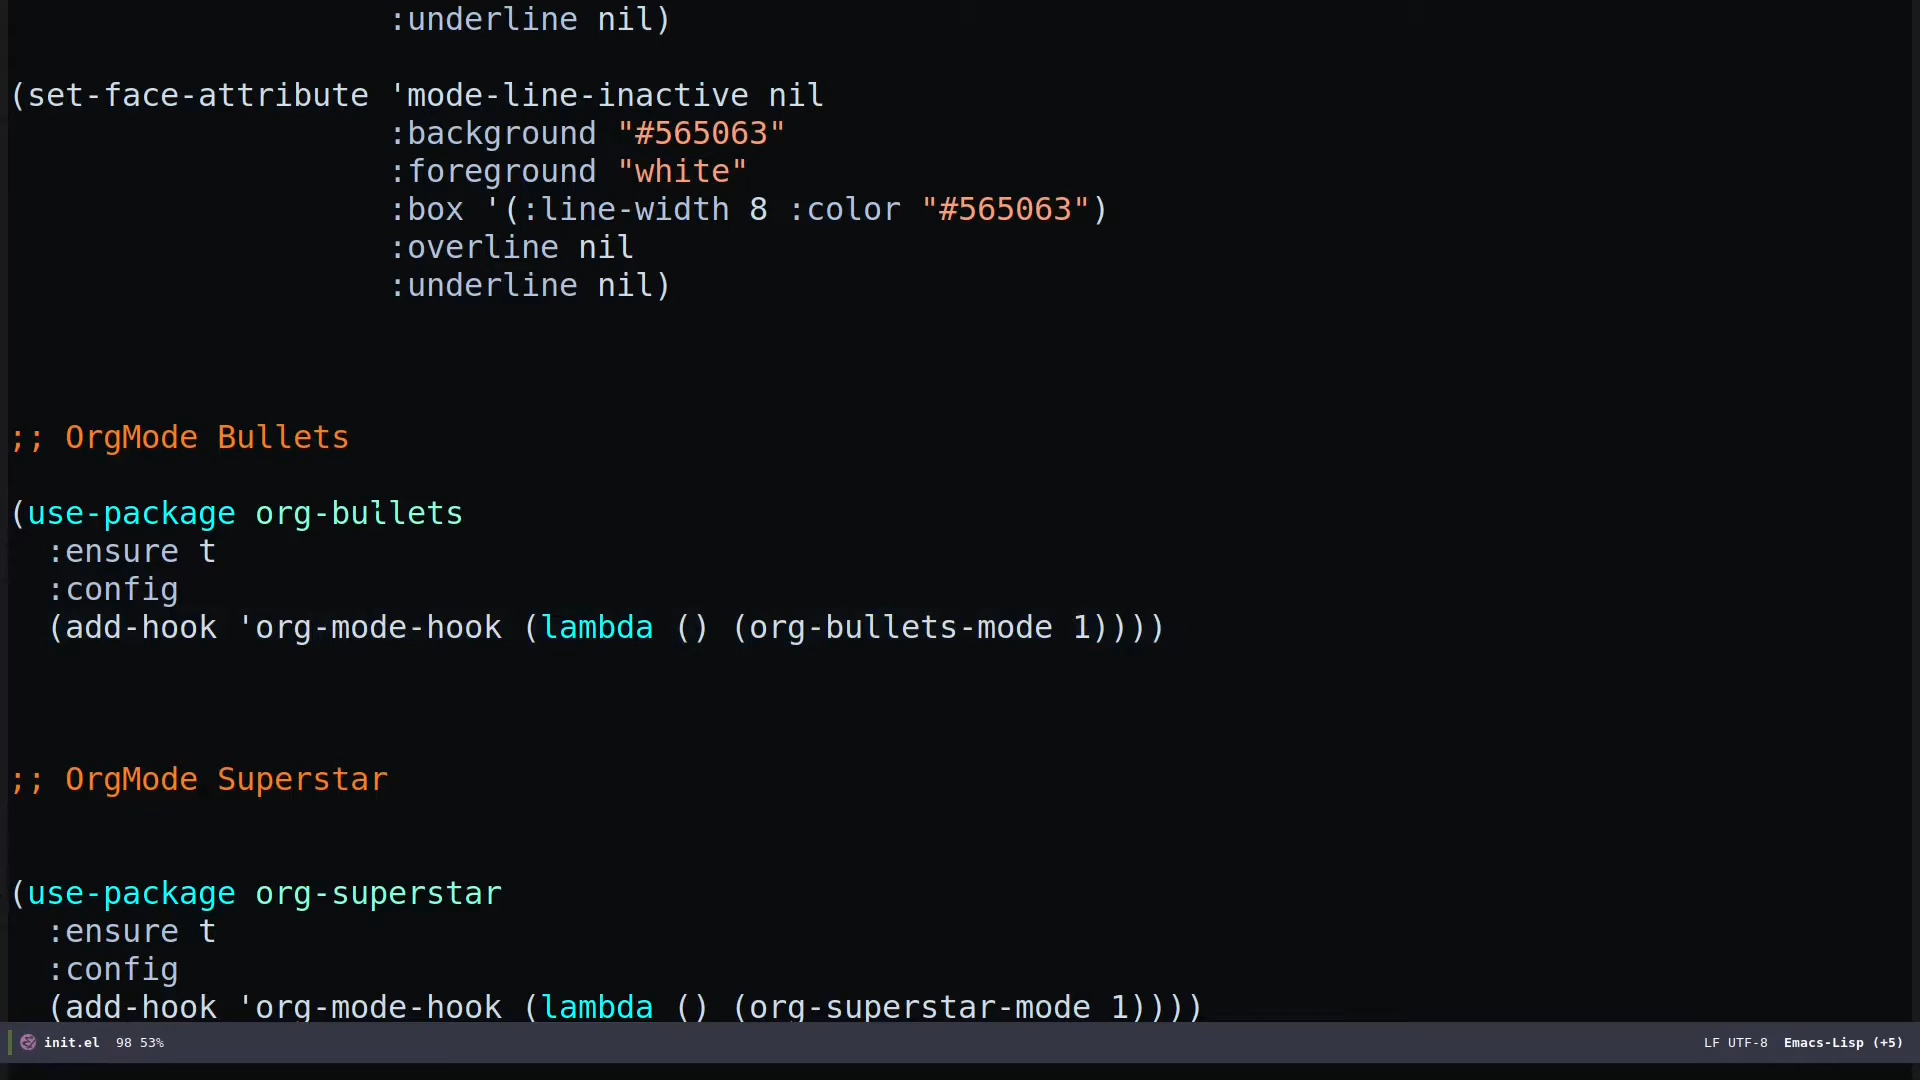 :underline nil)
(set-face-attribute 'mode-line-inactive nil
:background "#565063"
:foreground "white"
:box '(:line-width 8 :color "#565063")
:overline nil
:underline nil)
;; OrgMode Bullets
(use-package org-bullets
:ensure t
:config
(add-hook 'org-mode-hook (lambda () (org-bullets-mode 1))))
;; OrgMode Superstar
(use-package org-superstar
:ensure t
:config
(add-hook 'org-mode-hook (lambda () (org-superstar-mode 1))))
init.el 98 53% LF UTF-8 Emacs-Lisp (+5)